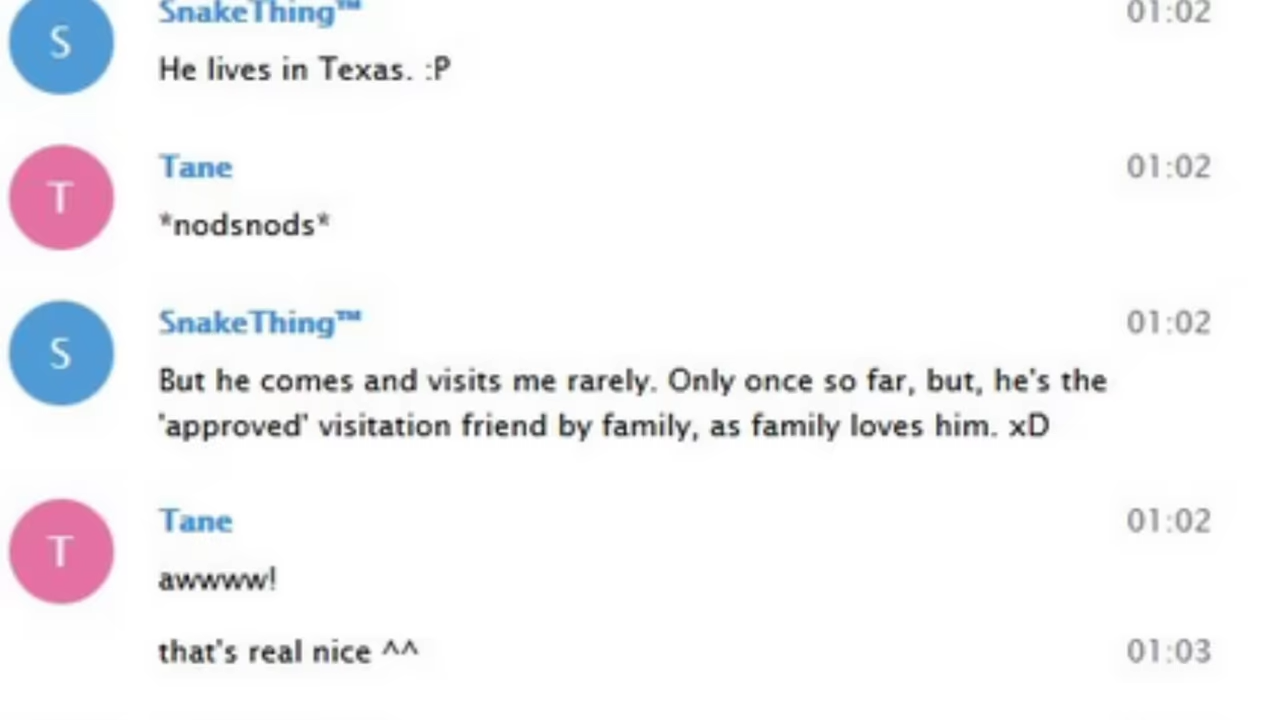 SnakeThing™ 01:02
S
He lives in Texas. :P
Tane 01:02
T
*nodsnods*
SnakeThing™ 01:02
S
But he comes and visits me rarely. Only once so far, but, he's the
'approved' visitation friend by family, as family loves him. xD
Tane 01:02
T
awwww!
that's real nice ^^ 01:03